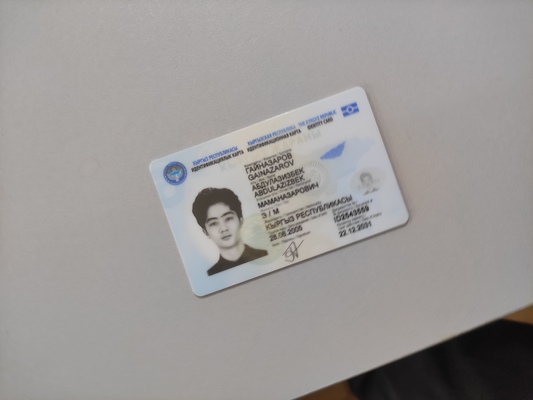 КЫРГЫЗ РЕСПУБЛИКАСЫ КЫРГЫЗСКАЯ РЕСПУБЛИКА THE KYRGYZ REPUBLIC
ИДЕНТИФИКАЦИЯЛЫК КАРТА ИДЕНТИФИКАЦИОННАЯ КАРТА IDENTITY CARD
ГАЙНАЗАРОВ
GAINAZAROV
АБДУЛАЗИЗБЕК
ABDULAZIZBEK
МАМАНАЗАРОВИЧ
Э / М
КЫРГЫЗ РЕСПУБЛИКАСЫ
28.06.2005
ID2543559
22.12.2031